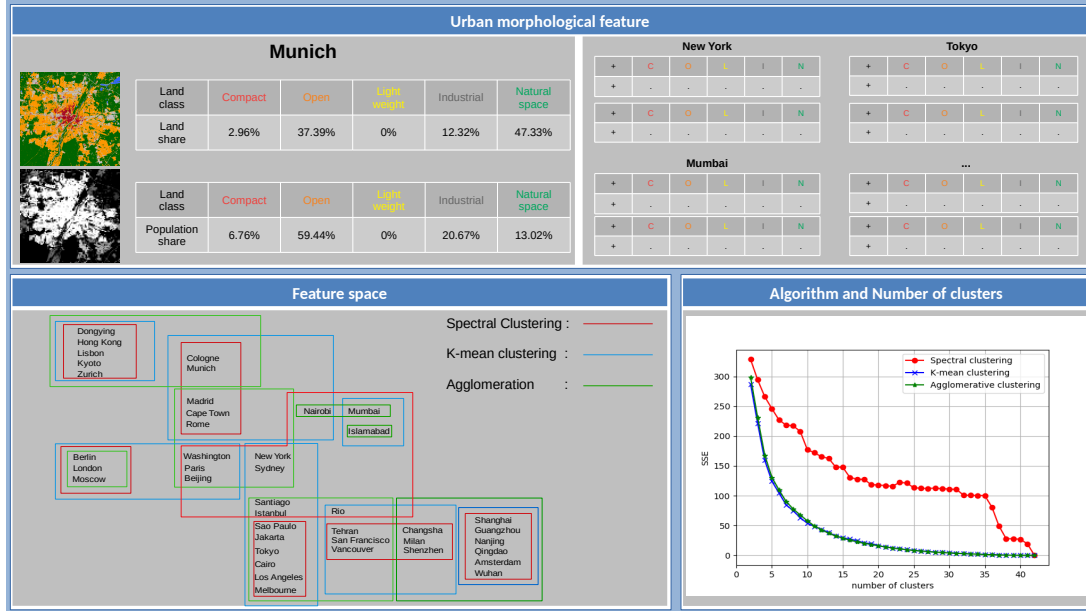 Urban morphological feature
Munich
Land class Compact Open Light weight Industrial Natural space
Land share 2.96% 37.39% 0% 12.32% 47.33%
Land class Compact Open Light weight Industrial Natural space
Population share 6.76% 59.44% 0% 20.67% 13.02%
New York
+ C O L I N
+ . . . . .
+ C O L I N
+ . . . . .
Tokyo
+ C O L I N
+ . . . . .
+ C O L I N
+ . . . . .
Mumbai
+ C O L I N
+ . . . . .
+ C O L I N
+ . . . . .
...
+ C O L I N
+ . . . . .
+ C O L I N
+ . . . . .
Feature space
Spectral Clustering :
K-mean clustering :
Agglomeration :
Dongying
Hong Kong
Lisbon
Kyoto
Zurich
Cologne
Munich
Madrid
Cape Town
Rome
Nairobi
Mumbai
Islamabad
Berlin
London
Moscow
Washington
Paris
Beijing
New York
Sydney
Santiago
Istanbul
Sao Paulo
Jakarta
Tokyo
Cairo
Los Angeles
Melbourne
Rio
Tehran
San Francisco
Vancouver
Changsha
Milan
Shenzhen
Shanghai
Guangzhou
Nanjing
Qingdao
Amsterdam
Wuhan
Algorithm and Number of clusters
Spectral clustering
K-mean clustering
Agglomerative clustering
SSE
300
250
200
150
100
50
0
0 5 10 15 20 25 30 35 40
number of clusters